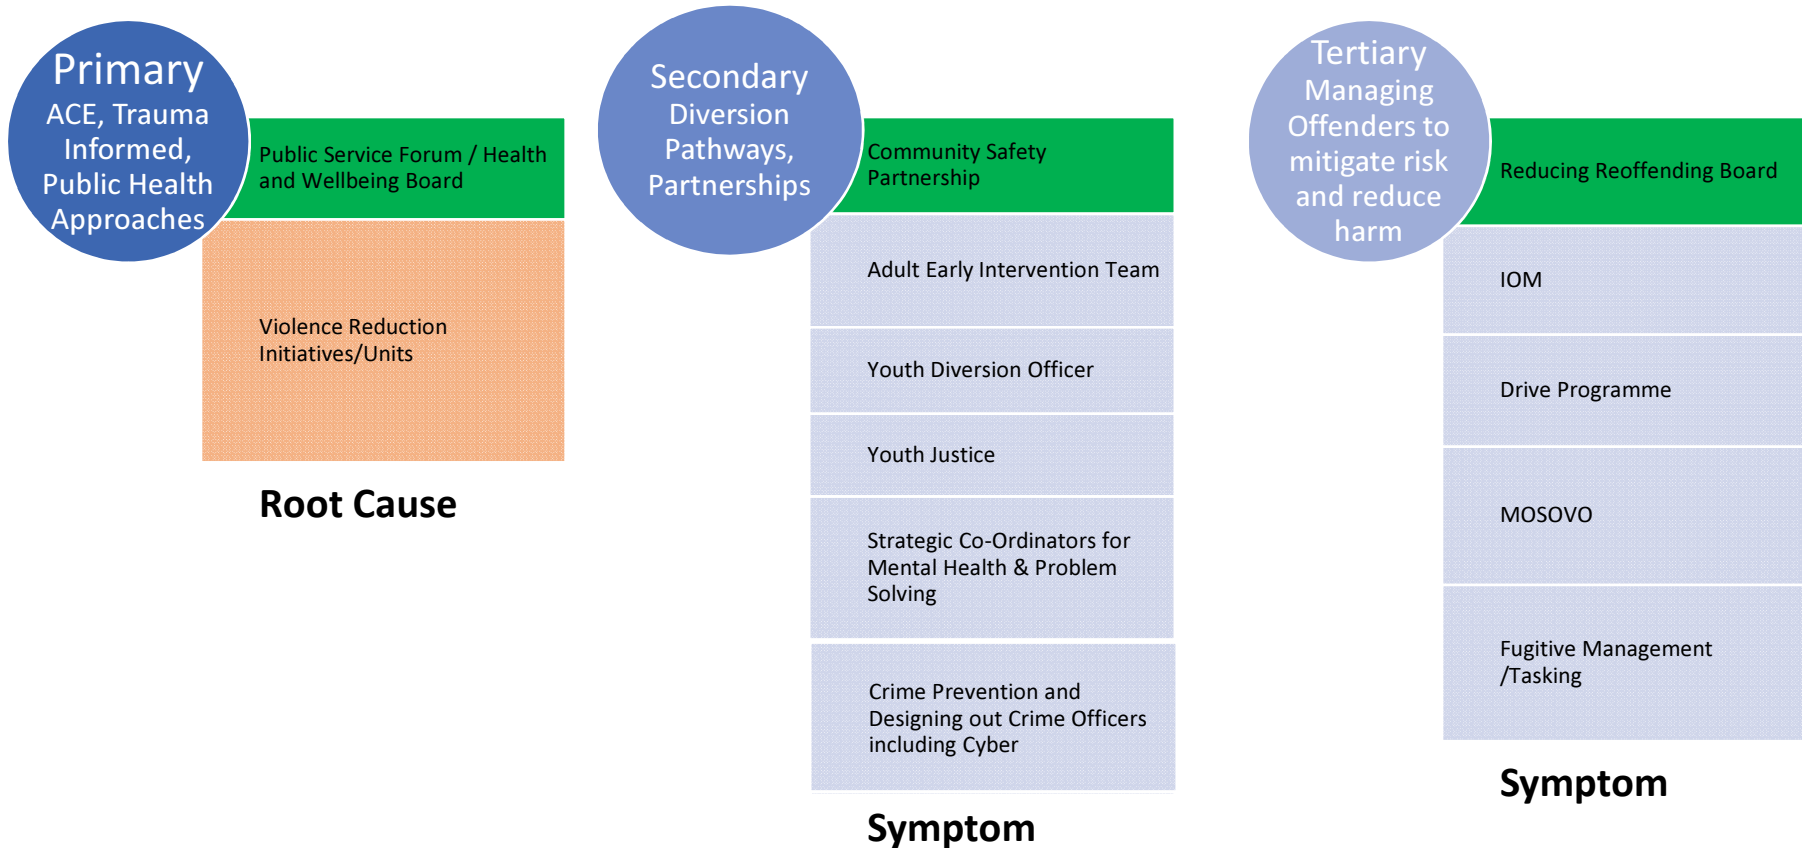 Primary
ACE, Trauma
Informed,
Public Health
Approaches
Public Service Forum / Health
and Wellbeing Board
Violence Reduction
Initiatives/Units
Root Cause
Secondary
Diversion
Pathways,
Partnerships
Community Safety
Partnership
Adult Early Intervention Team
Youth Diversion Officer
Youth Justice
Strategic Co-Ordinators for
Mental Health & Problem
Solving
Crime Prevention and
Designing out Crime Officers
including Cyber
Symptom
Tertiary
Managing
Offenders to
mitigate risk
and reduce
harm
Reducing Reoffending Board
IOM
Drive Programme
MOSOVO
Fugitive Management
/Tasking
Symptom